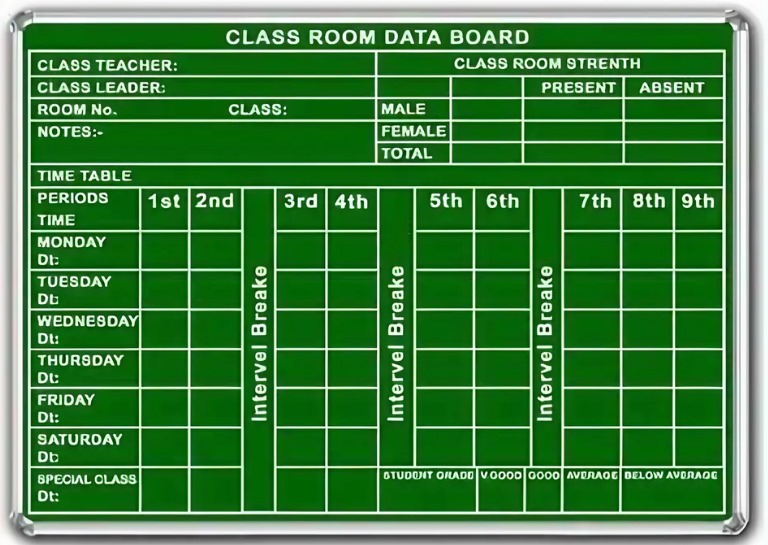 CLASS ROOM DATA BOARD
CLASS TEACHER:
CLASS ROOM STRENTH
CLASS LEADER:
PRESENT ABSENT
ROOM No. CLASS:
MALE
NOTES:-
FEMALE
TOTAL
TIME TABLE
PERIODS 1st 2nd 3rd 4th 5th 6th 7th 8th 9th
TIME
Intervel Breake
Intervel Breake
Intervel Breake
MONDAY
Dt:
TUESDAY
Dt:
WEDNESDAY
Dt:
THURSDAY
Dt:
FRIDAY
Dt:
SATURDAY
Dt:
SPECIAL CLASS
Dt:
STUDENT GRADE V.GOOD GOOD AVERAGE BELOW AVERAGE